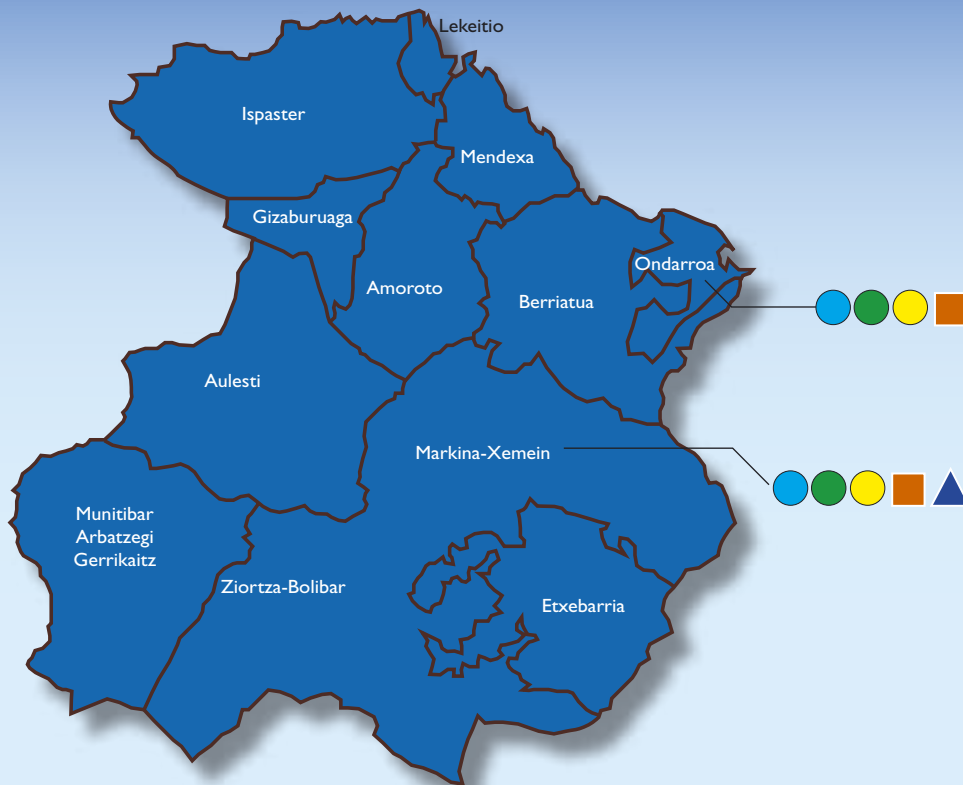 Lekeitio
Ispaster
Mendexa
Gizaburuaga
Ondarroa
Amoroto
Berriatua
Aulesti
Markina-Xemein
Munitibar
Arbatzegi
Gerrikaitz
Ziortza-Bolibar
Etxebarria